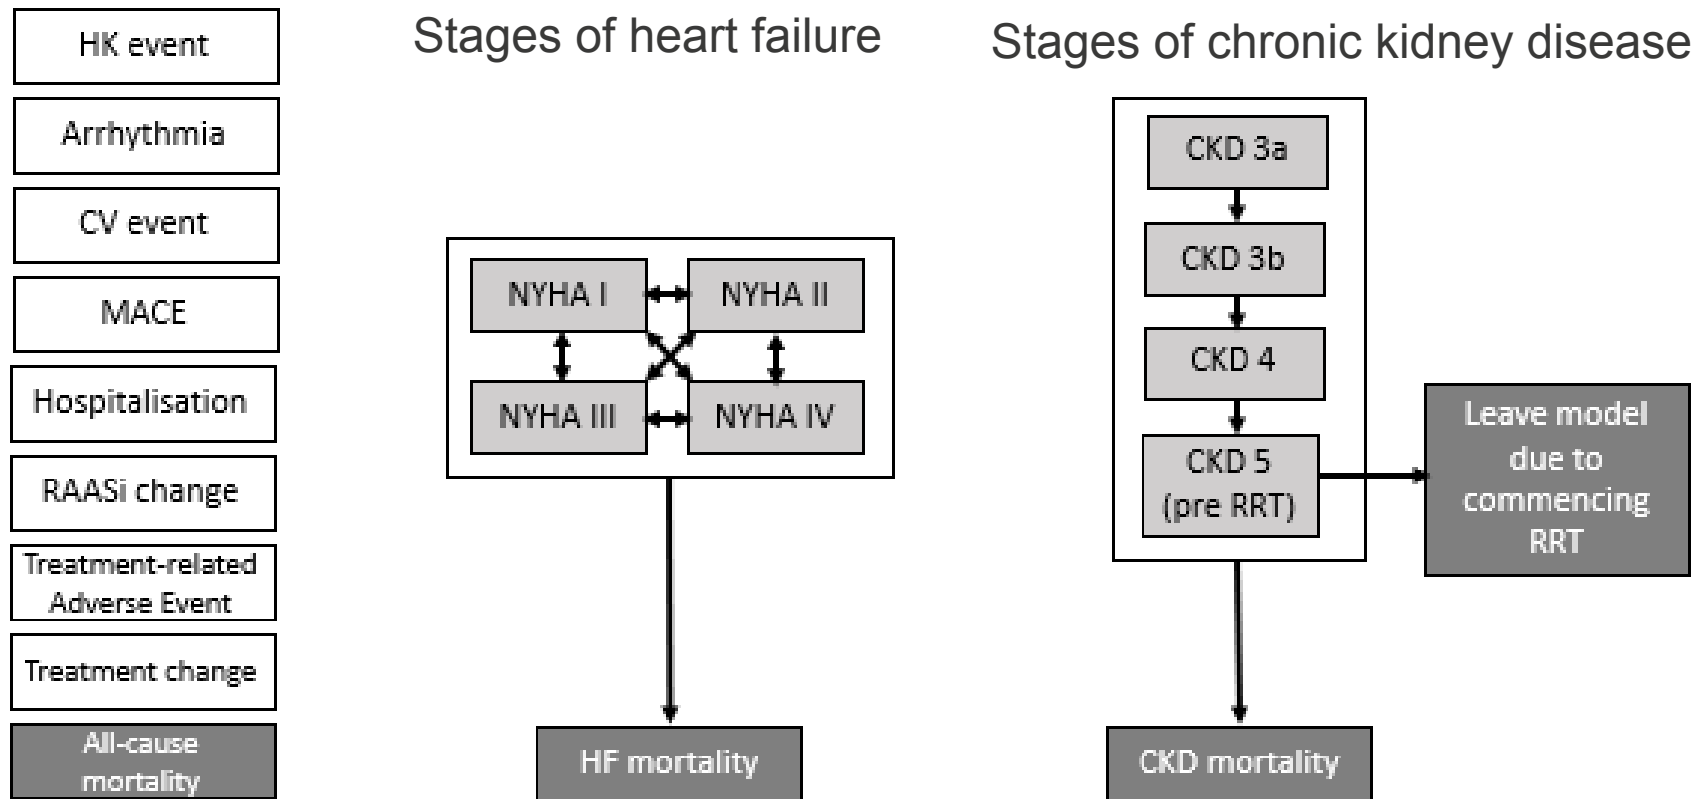 HK event
Arrhythmia
CV event
MACE
Hospitalisation
RAASi change
Treatment-related
Adverse Event
Treatment change
All-cause
mortality
Stages of heart failure
NYHA I
NYHA II
NYHA III
NYHA IV
HF mortality
Stages of chronic kidney disease
CKD 3a
CKD 3b
CKD 4
CKD 5
(pre RRT)
Leave model
due to
commencing
RRT
CKD mortality